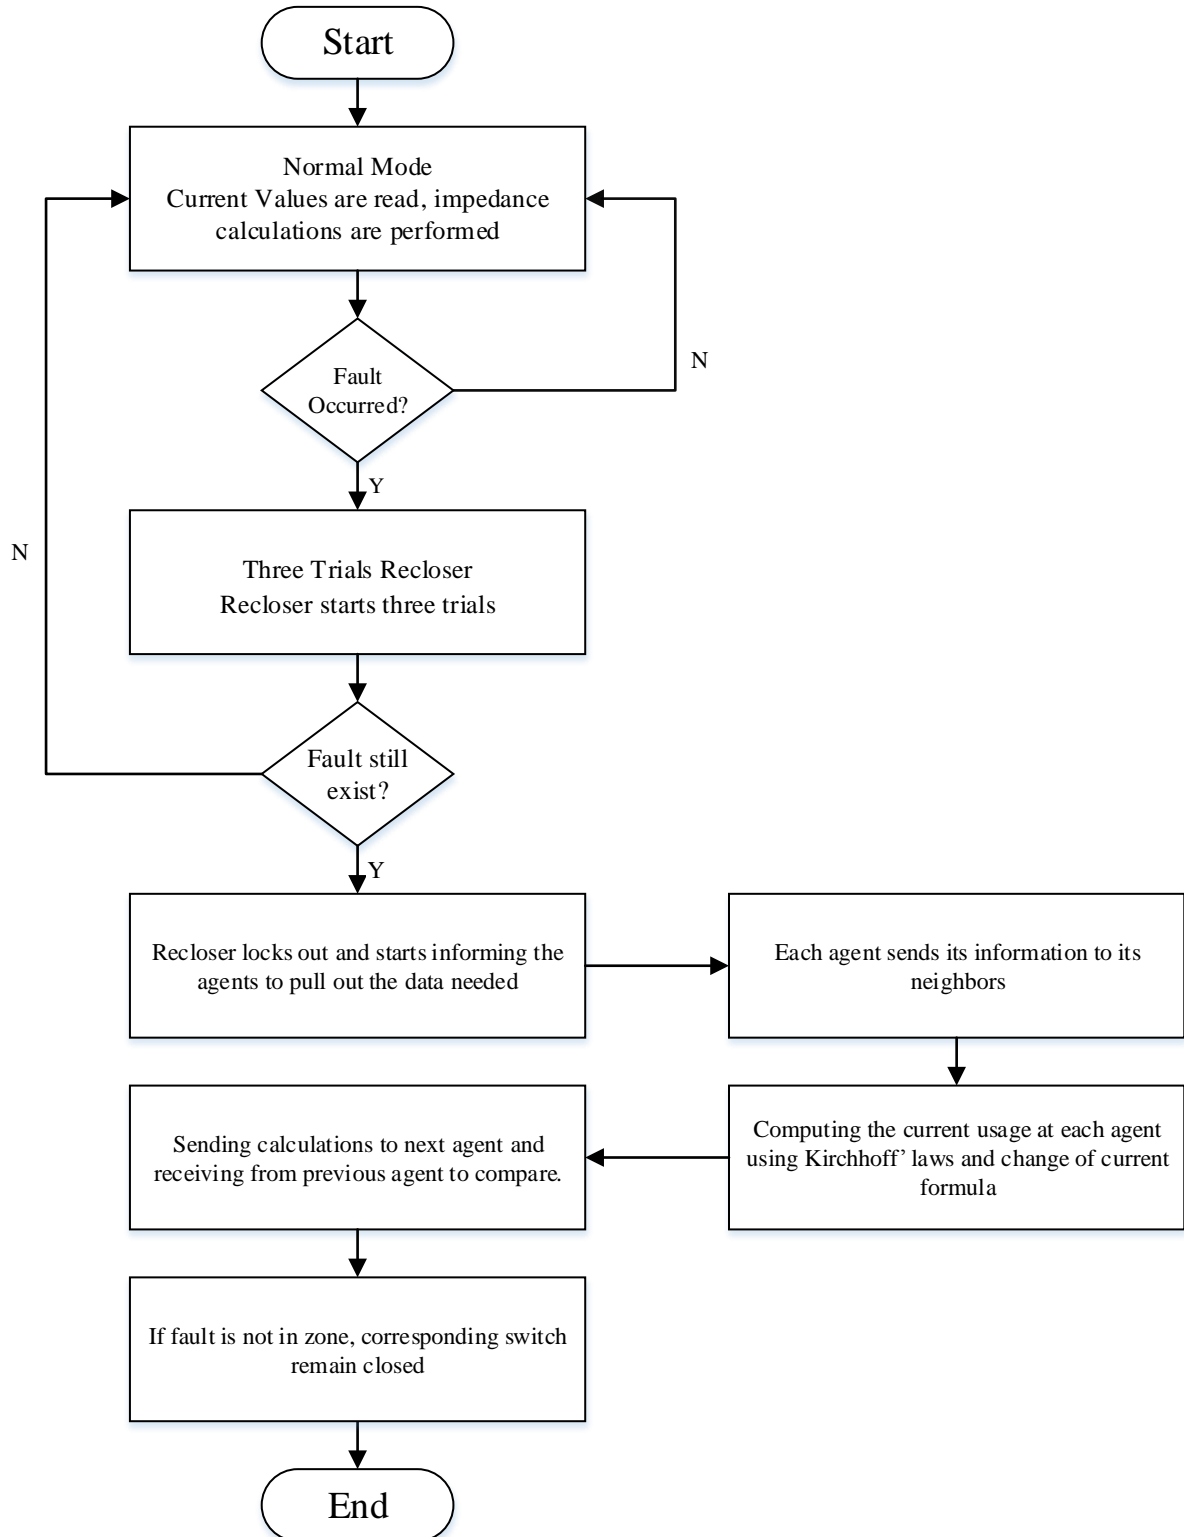 Start
Normal Mode
Current Values are read, impedance
calculations are performed
Fault
Occurred?
N
Y
Three Trials Recloser
Recloser starts three trials
N
Fault still
exist?
Y
Recloser locks out and starts informing the
agents to pull out the data needed
Each agent sends its information to its
neighbors
Computing the current usage at each agent
using Kirchhoff’ laws and change of current
formula
Sending calculations to next agent and
receiving from previous agent to compare.
If fault is not in zone, corresponding switch
remain closed
End